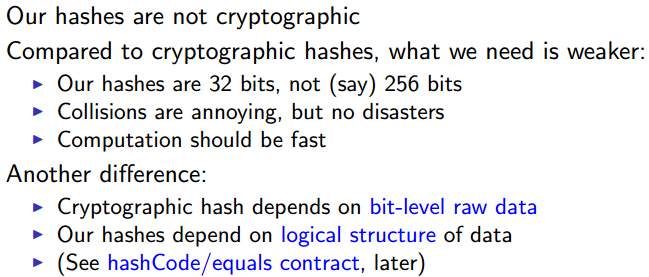 Our hashes are not cryptographic
Compared to cryptographic hashes, what we need is weaker:
▶ Our hashes are 32 bits, not (say) 256 bits
▶ Collisions are annoying, but no disasters
▶ Computation should be fast
Another difference:
▶ Cryptographic hash depends on bit-level raw data
▶ Our hashes depend on logical structure of data
▶ (See hashCode/equals contract, later)